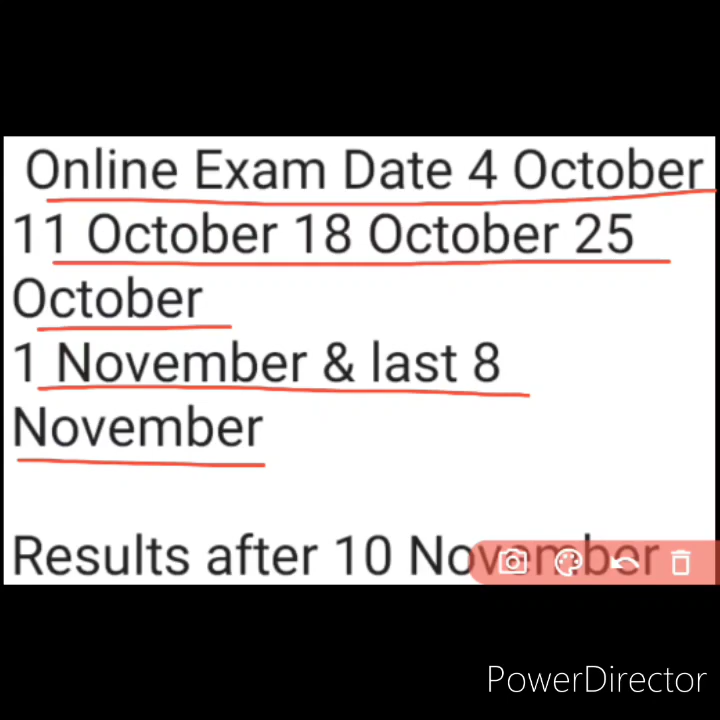 Online Exam Date 4 October
11 October 18 October 25
October
1 November & last 8
November
Results after 10 November
PowerDirector